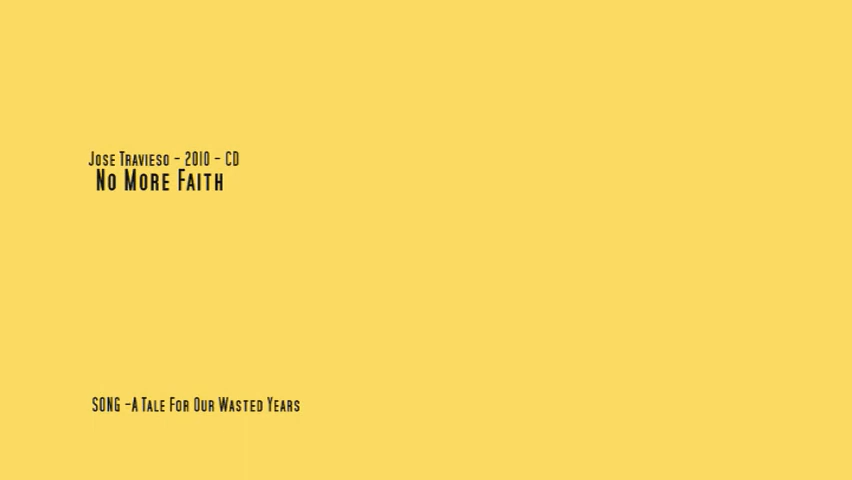 Jose Travieso - 2010 - CD
No More Faith
SONG -A Tale For Our Wasted Years